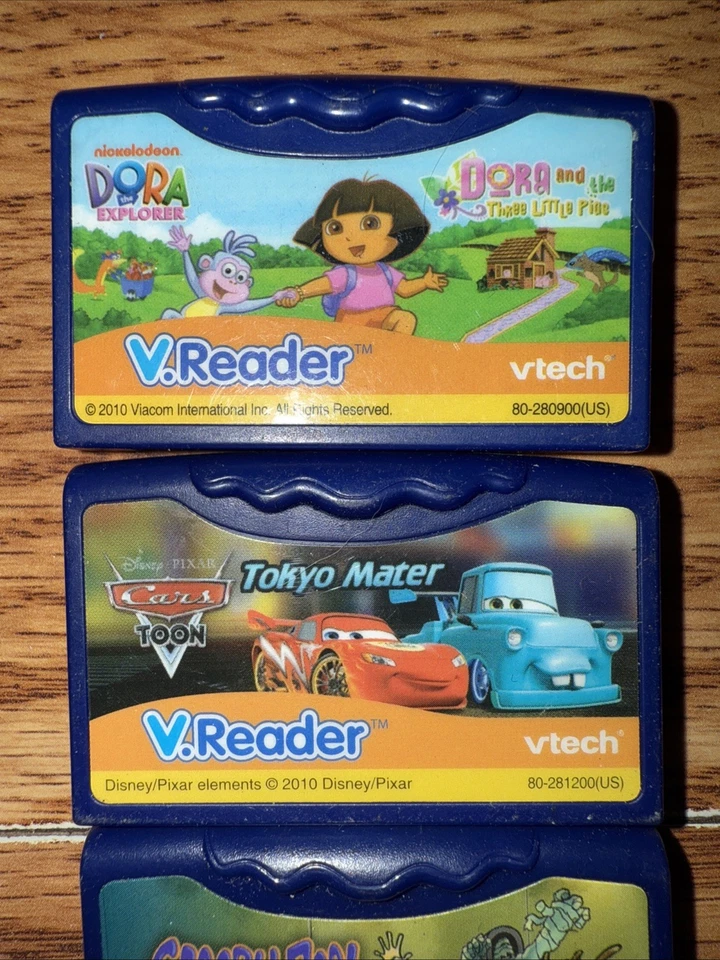 nickelodeon
DORA
the
EXPLORER
DORA and the
Three Little Pigs
V.Reader™
vtech®
© 2010 Viacom International Inc. All Rights Reserved.
80-280900(US)
Disney PIXAR
Cars
TOON
Tokyo Mater
V.Reader™
vtech®
Disney/Pixar elements © 2010 Disney/Pixar
80-281200(US)